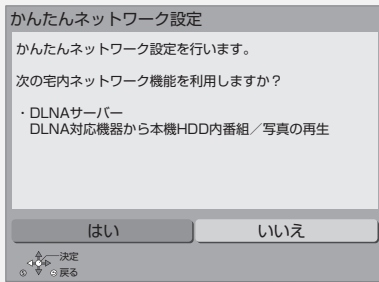 かんたんネットワーク設定
かんたんネットワーク設定を行います。
次の宅内ネットワーク機能を利用しますか？
・DLNAサーバー
DLNA対応機器から本機HDD内番組／写真の再生
はい
いいえ
決定
戻る